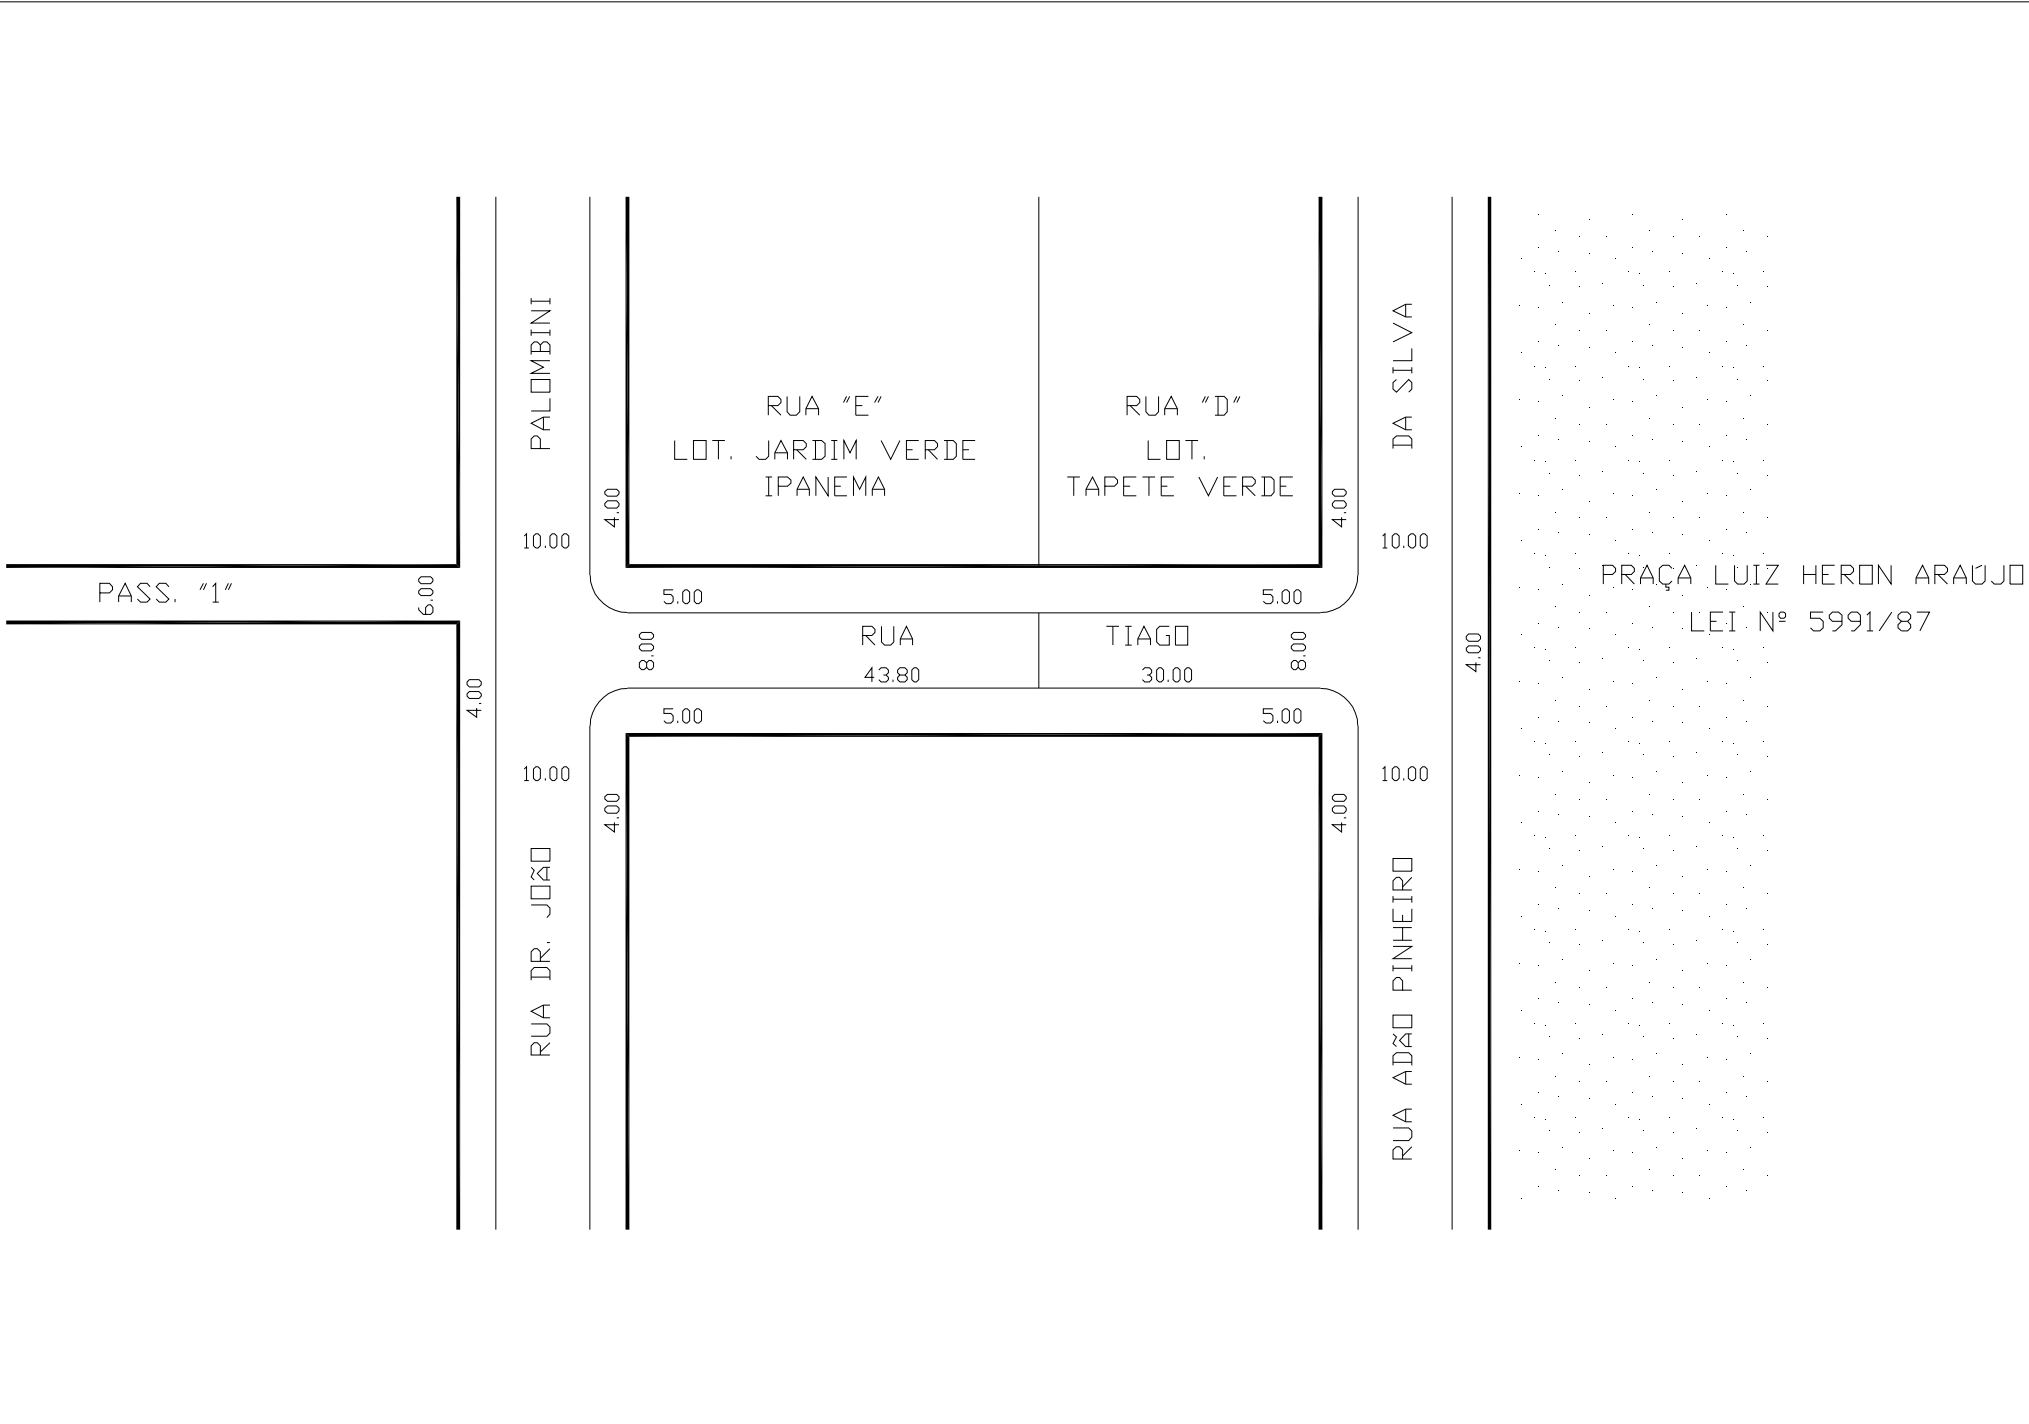 PALOMBINI
DA SILVA
RUA "E"
LOT. JARDIM VERDE
IPANEMA
RUA "D"
LOT.
TAPETE VERDE
4.00
4.00
10.00
10.00
PASS. "1"
6.00
5.00
5.00
PRAÇA LUIZ HERON ARAÚJO
LEI Nº 5991/87
8.00
RUA
TIAGO
8.00
4.00
43.80
30.00
4.00
5.00
5.00
10.00
10.00
4.00
4.00
RUA DR. JOÃO
RUA ADÃO PINHEIRO